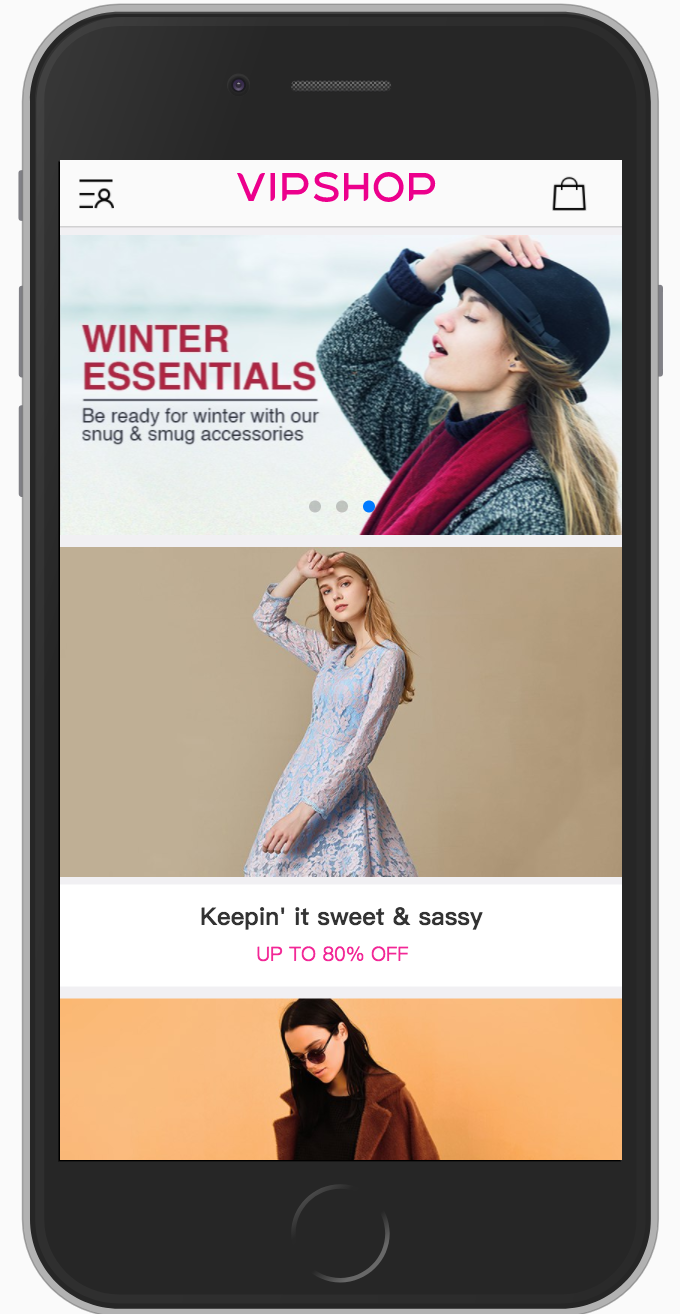 VIPSHOP
WINTER
ESSENTIALS
Be ready for winter with our
snug & smug accessories
Keepin' it sweet & sassy
UP TO 80% OFF